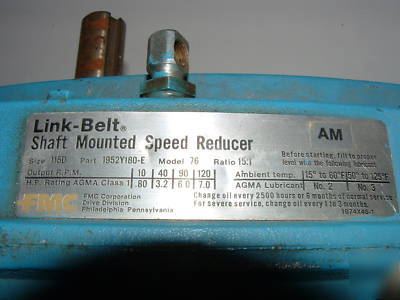 Link-Belt®
Shaft Mounted Speed Reducer
AM
Size 115D Part 1952Y180-E Model 76 Ratio 15:1
Before starting, fill to proper
level with the following lubricant
Output R.P.M. 10 40 90 120
H.P. Rating AGMA Class 1 .80 3.2 6.0 7.0
Ambient temp. 15° to 60°F 50° to 125°F
AGMA Lubricant No. 2 No. 3
FMC
FMC Corporation
Drive Division
Philadelphia Pennsylvania
Change oil every 2500 hours or 6 months of normal service
For severe service, change oil every 1 to 3 months.